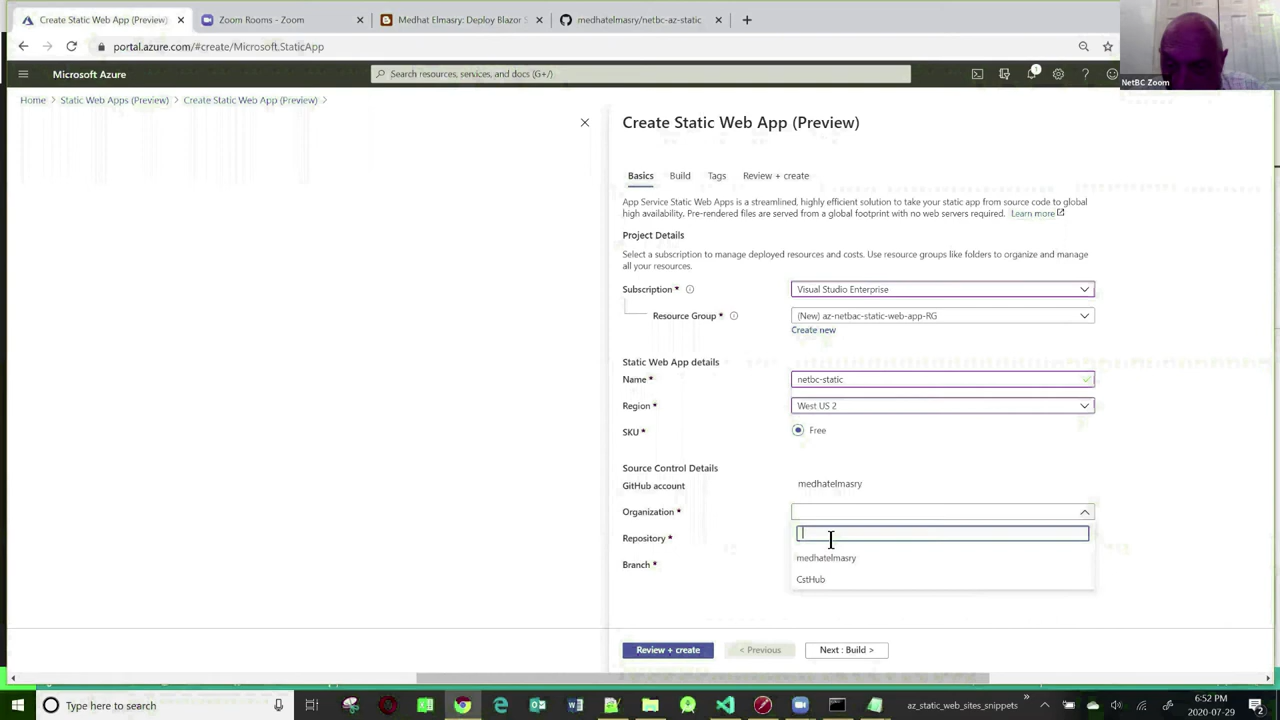 Create Static Web App (Preview)
Zoom Rooms - Zoom
Medhat Elmasry: Deploy Blazor S
medhatelmasry/netbc-az-static
portal.azure.com/#create/Microsoft.StaticApp
Microsoft Azure
Search resources, services, and docs (G+/)
1
NetBC Zoom
Home > Static Web Apps (Preview) > Create Static Web App (Preview) >
Create Static Web App (Preview)
Basics Build Tags Review + create
App Service Static Web Apps is a streamlined, highly efficient solution to take your static app from source code to global
high availability. Pre-rendered files are served from a global footprint with no web servers required. Learn more
Project Details
Select a subscription to manage deployed resources and costs. Use resource groups like folders to organize and manage
all your resources.
Subscription * Visual Studio Enterprise
Resource Group * (New) az-netbac-static-web-app-RG
Create new
Static Web App details
Name * netbc-static
Region * West US 2
SKU * Free
Source Control Details
GitHub account medhatelmasry
Organization *
Repository *
medhatelmasry
Branch *
CstHub
Review + create < Previous Next : Build >
Type here to search
az_static_web_sites_snippets
6:52 PM
2020-07-29
2